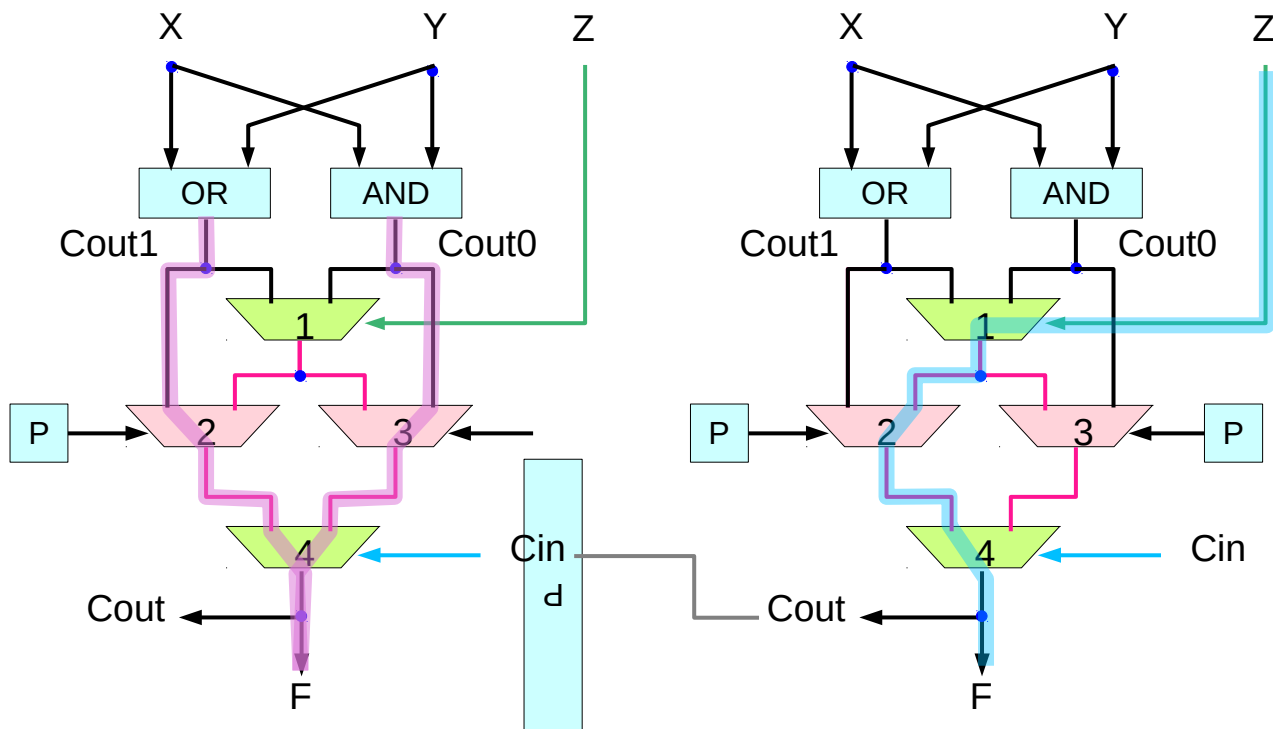 X Y Z X Y Z
OR AND OR AND
Cout1 Cout0 Cout1 Cout0
1 1
P 2 3 P 2 3 P
4 Cin 4 Cin
P
Cout Cout
F F